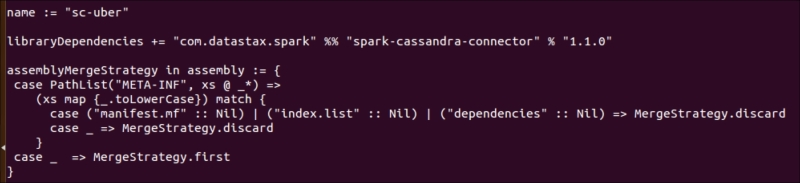 name := "sc-uber"
libraryDependencies += "com.datastax.spark" %% "spark-cassandra-connector" % "1.1.0"
assemblyMergeStrategy in assembly := {
 case PathList("META-INF", xs @ _*) =>
    (xs map {_.toLowerCase}) match {
      case ("manifest.mf" :: Nil) | ("index.list" :: Nil) | ("dependencies" :: Nil) => MergeStrategy.discard
      case _ => MergeStrategy.discard
    }
 case _  => MergeStrategy.first
}